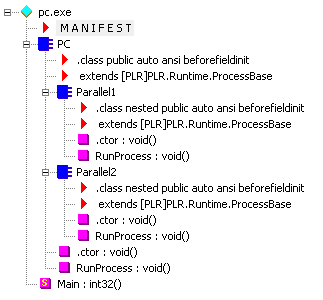 pc.exe
MANIFEST
PC
.class public auto ansi beforefieldinit
extends [PLR]PLR.Runtime.ProcessBase
Parallel1
.class nested public auto ansi beforefieldinit
extends [PLR]PLR.Runtime.ProcessBase
.ctor : void()
RunProcess : void()
Parallel2
.class nested public auto ansi beforefieldinit
extends [PLR]PLR.Runtime.ProcessBase
.ctor : void()
RunProcess : void()
.ctor : void()
RunProcess : void()
S Main : int32()